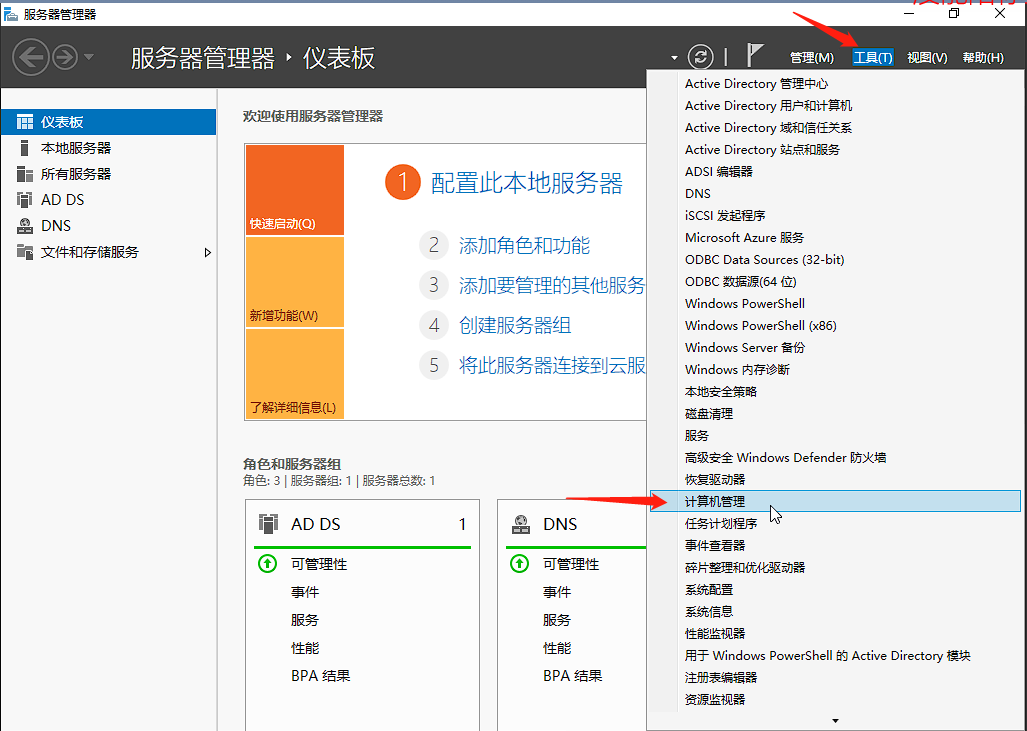 服务器管理器
服务器管理器 · 仪表板
管理(M) 工具(T) 视图(V) 帮助(H)
仪表板
本地服务器
所有服务器
AD DS
DNS
文件和存储服务
欢迎使用服务器管理器
快速启动(Q)
新增功能(W)
了解详细信息(L)
1 配置此本地服务器
2 添加角色和功能
3 添加要管理的其他服务
4 创建服务器组
5 将此服务器连接到云服
角色和服务器组
角色: 3 | 服务器组: 1 | 服务器总数: 1
AD DS 1
可管理性
事件
服务
性能
BPA 结果
DNS
可管理性
事件
服务
性能
BPA 结果
Active Directory 管理中心
Active Directory 用户和计算机
Active Directory 域和信任关系
Active Directory 站点和服务
ADSI 编辑器
DNS
iSCSI 发起程序
Microsoft Azure 服务
ODBC Data Sources (32-bit)
ODBC 数据源(64 位)
Windows PowerShell
Windows PowerShell (x86)
Windows Server 备份
Windows 内存诊断
本地安全策略
磁盘清理
服务
高级安全 Windows Defender 防火墙
恢复驱动器
计算机管理
任务计划程序
事件查看器
碎片整理和优化驱动器
系统配置
系统信息
性能监视器
用于 Windows PowerShell 的 Active Directory 模块
注册表编辑器
资源监视器